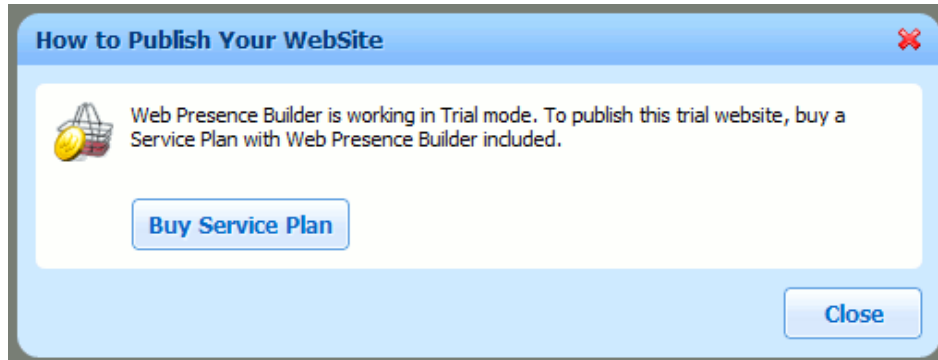 How to Publish Your WebSite
Web Presence Builder is working in Trial mode. To publish this trial website, buy a
Service Plan with Web Presence Builder included.
Buy Service Plan
Close